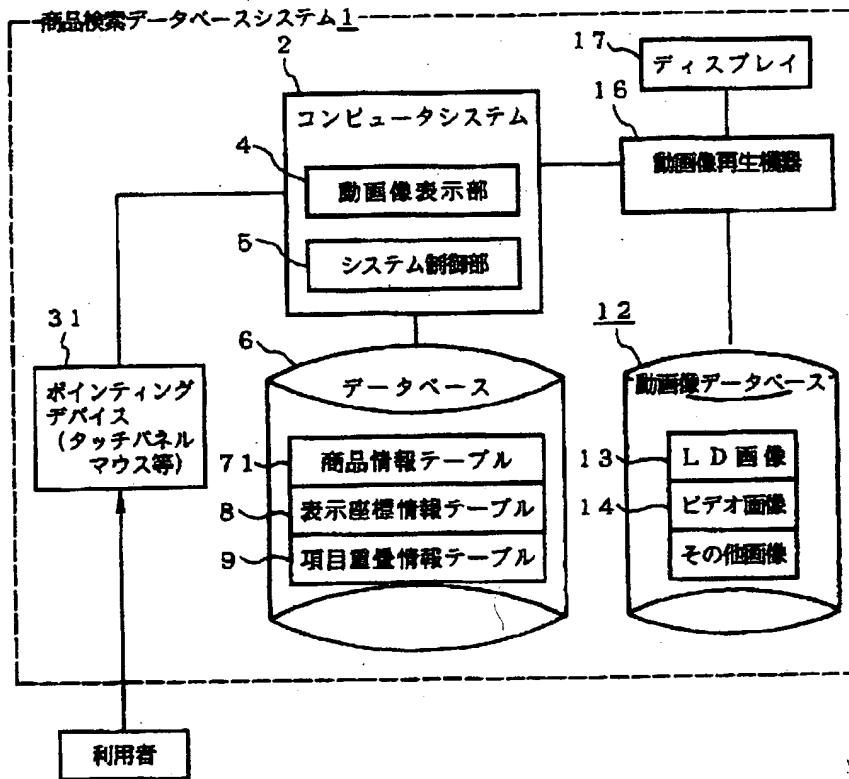 商品検索データベースシステム 1
17
ディスプレイ
2
コンピュータシステム
16
動画像再生機器
4
動画像表示部
5
システム制御部
31
ポインティング
デバイス
(タッチパネル
マウス等)
6
データベース
71
商品情報テーブル
8
表示座標情報テーブル
9
項目重畳情報テーブル
12
動画像データベース
13
LD画像
14
ビデオ画像
その他画像
利用者